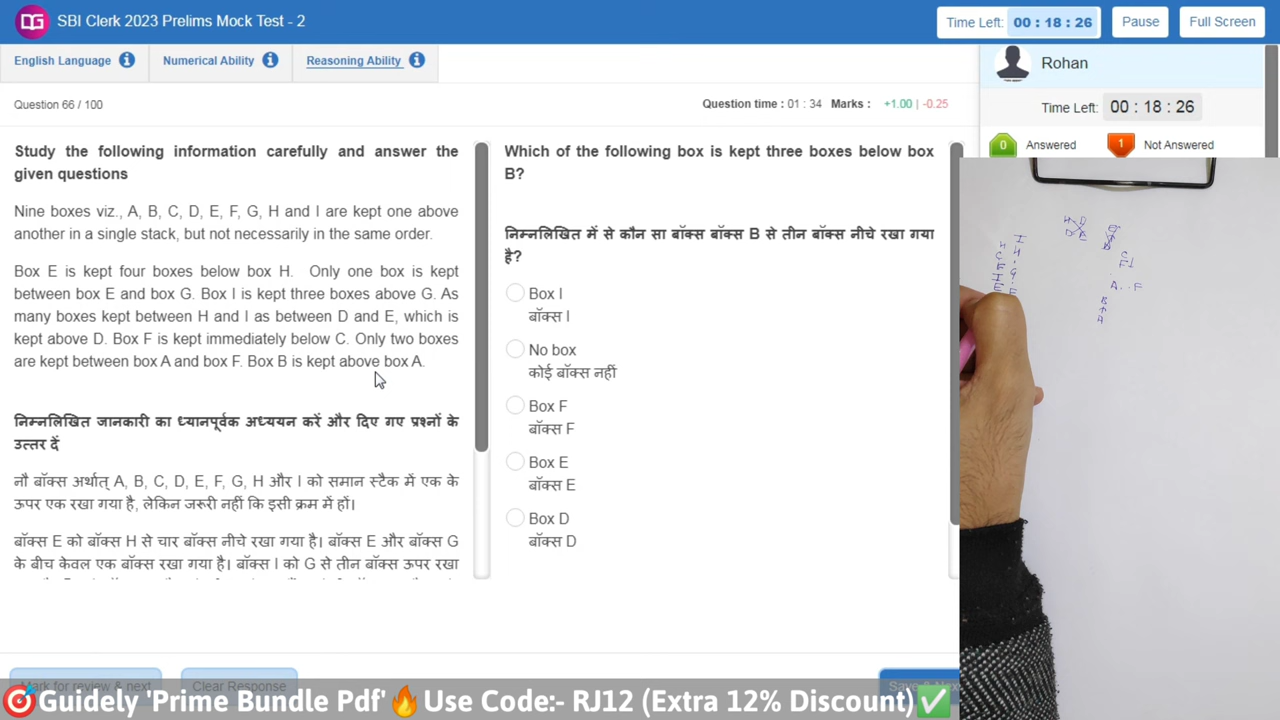 SBI Clerk 2023 Prelims Mock Test - 2
Time Left: 00 : 18 : 26
Pause
Full Screen
English Language
Numerical Ability
Reasoning Ability
Rohan
Time Left: 00 : 18 : 26
Question 66 / 100
Question time : 01 : 34 Marks : +1.00 | -0.25
0 Answered
1 Not Answered
Study the following information carefully and answer the
given questions
Nine boxes viz., A, B, C, D, E, F, G, H and I are kept one above
another in a single stack, but not necessarily in the same order.
Box E is kept four boxes below box H. Only one box is kept
between box E and box G. Box I is kept three boxes above G. As
many boxes kept between H and I as between D and E, which is
kept above D. Box F is kept immediately below C. Only two boxes
are kept between box A and box F. Box B is kept above box A.
निम्नलिखित जानकारी का ध्यानपूर्वक अध्ययन करें और दिए गए प्रश्नों के
उत्तर दें
नौ बॉक्स अर्थात् A, B, C, D, E, F, G, H और I को समान स्टैक में एक के
ऊपर एक रखा गया है, लेकिन जरूरी नहीं कि इसी क्रम में हों।
बॉक्स E को बॉक्स H से चार बॉक्स नीचे रखा गया है। बॉक्स E और बॉक्स G
के बीच केवल एक बॉक्स रखा गया है। बॉक्स I को G से तीन बॉक्स ऊपर रखा
Which of the following box is kept three boxes below box
B?
निम्नलिखित में से कौन सा बॉक्स बॉक्स B से तीन बॉक्स नीचे रखा गया
है?
Box I
बॉक्स I
No box
कोई बॉक्स नहीं
Box F
बॉक्स F
Box E
बॉक्स E
Box D
बॉक्स D
Mark for review & next
Clear Response
🎯Guidely 'Prime Bundle Pdf'🔥Use Code:- RJ12 (Extra 12% Discount)✅